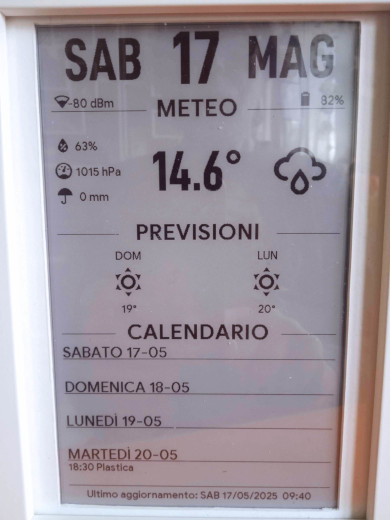 SAB 17 MAG
-80 dBm
82%
METEO
63%
1015 hPa
0 mm
14.6°
PREVISIONI
DOM LUN
19° 20°
CALENDARIO
SABATO 17-05
DOMENICA 18-05
LUNEDÌ 19-05
MARTEDÌ 20-05
18:30 Plastica
Ultimo aggiornamento: SAB 17/05/2025 09:40